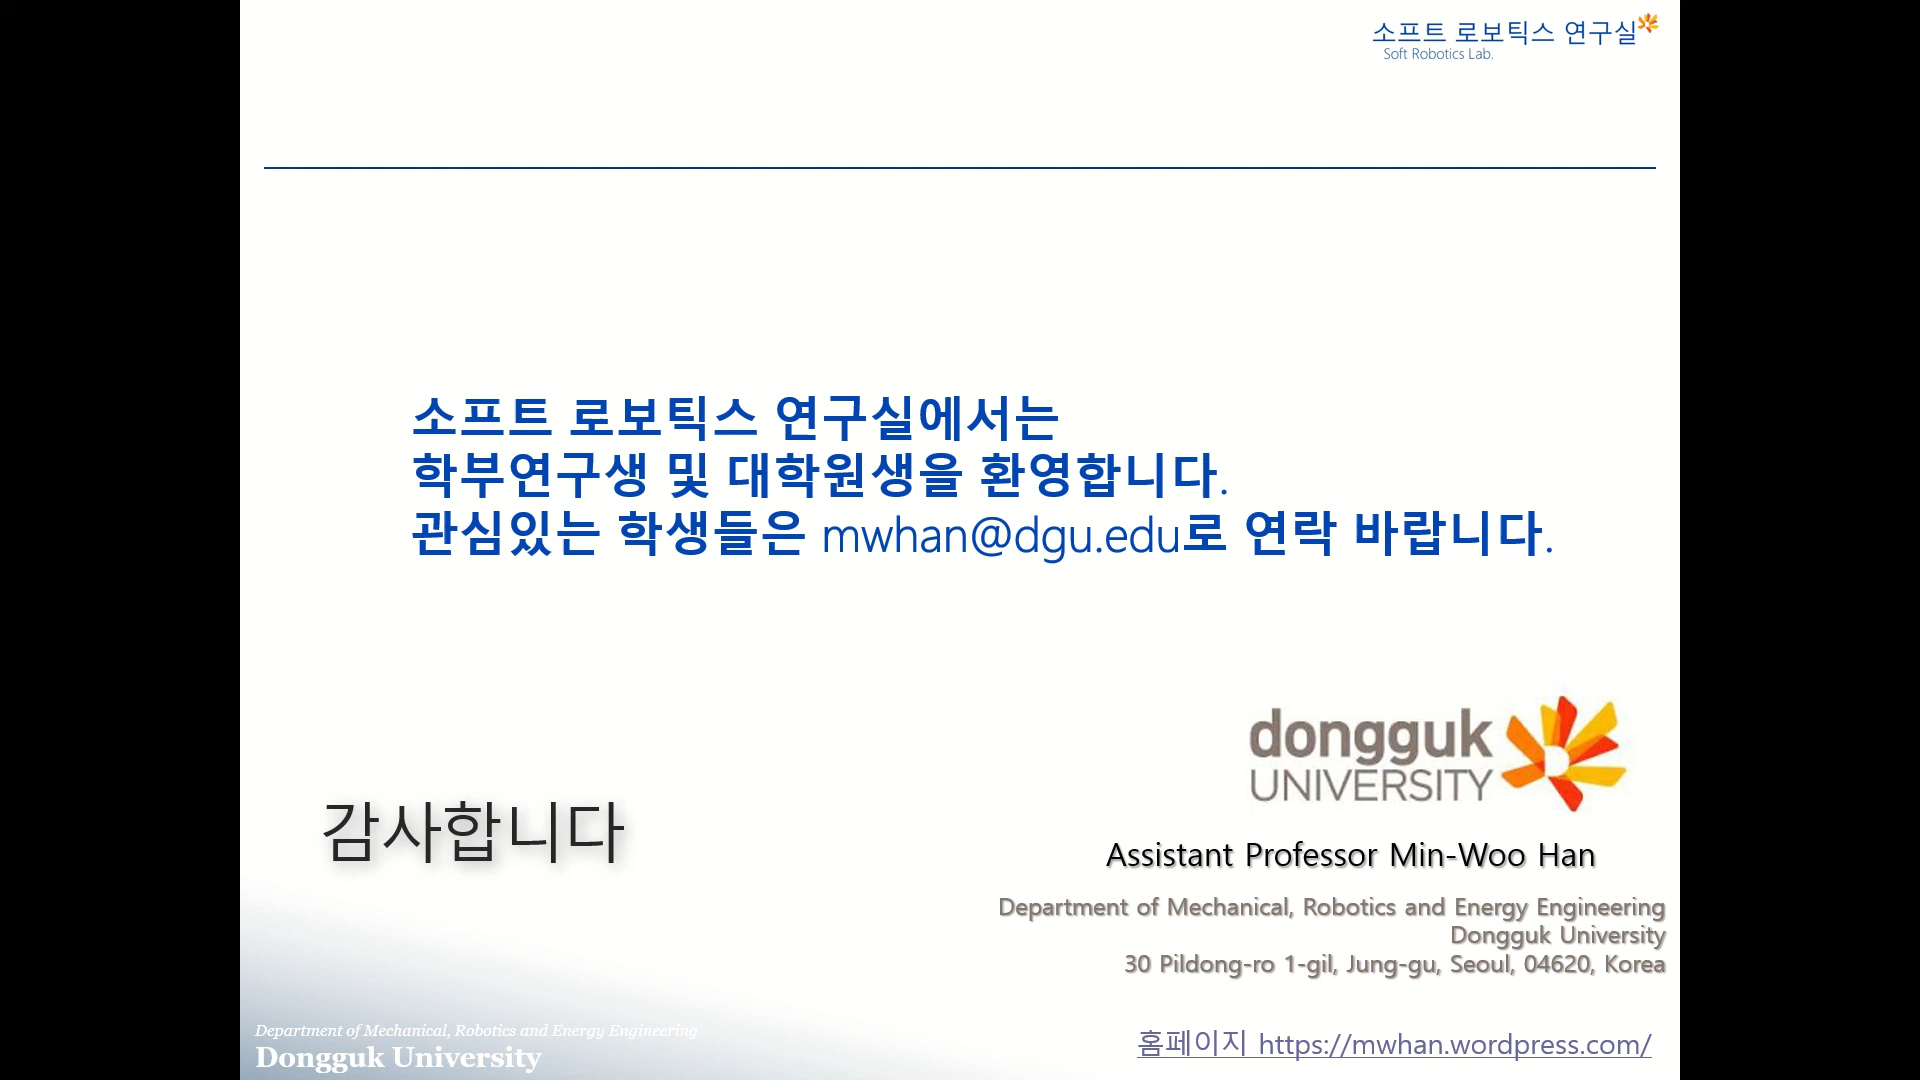 소프트 로보틱스 연구실
Soft Robotics Lab.
소프트 로보틱스 연구실에서는
학부연구생 및 대학원생을 환영합니다.
관심있는 학생들은 mwhan@dgu.edu로 연락 바랍니다.
dongguk
UNIVERSITY
감사합니다
Assistant Professor Min-Woo Han
Department of Mechanical, Robotics and Energy Engineering
Dongguk University
30 Pildong-ro 1-gil, Jung-gu, Seoul, 04620, Korea
Department of Mechanical, Robotics and Energy Engineering
Dongguk University
홈페이지 https://mwhan.wordpress.com/